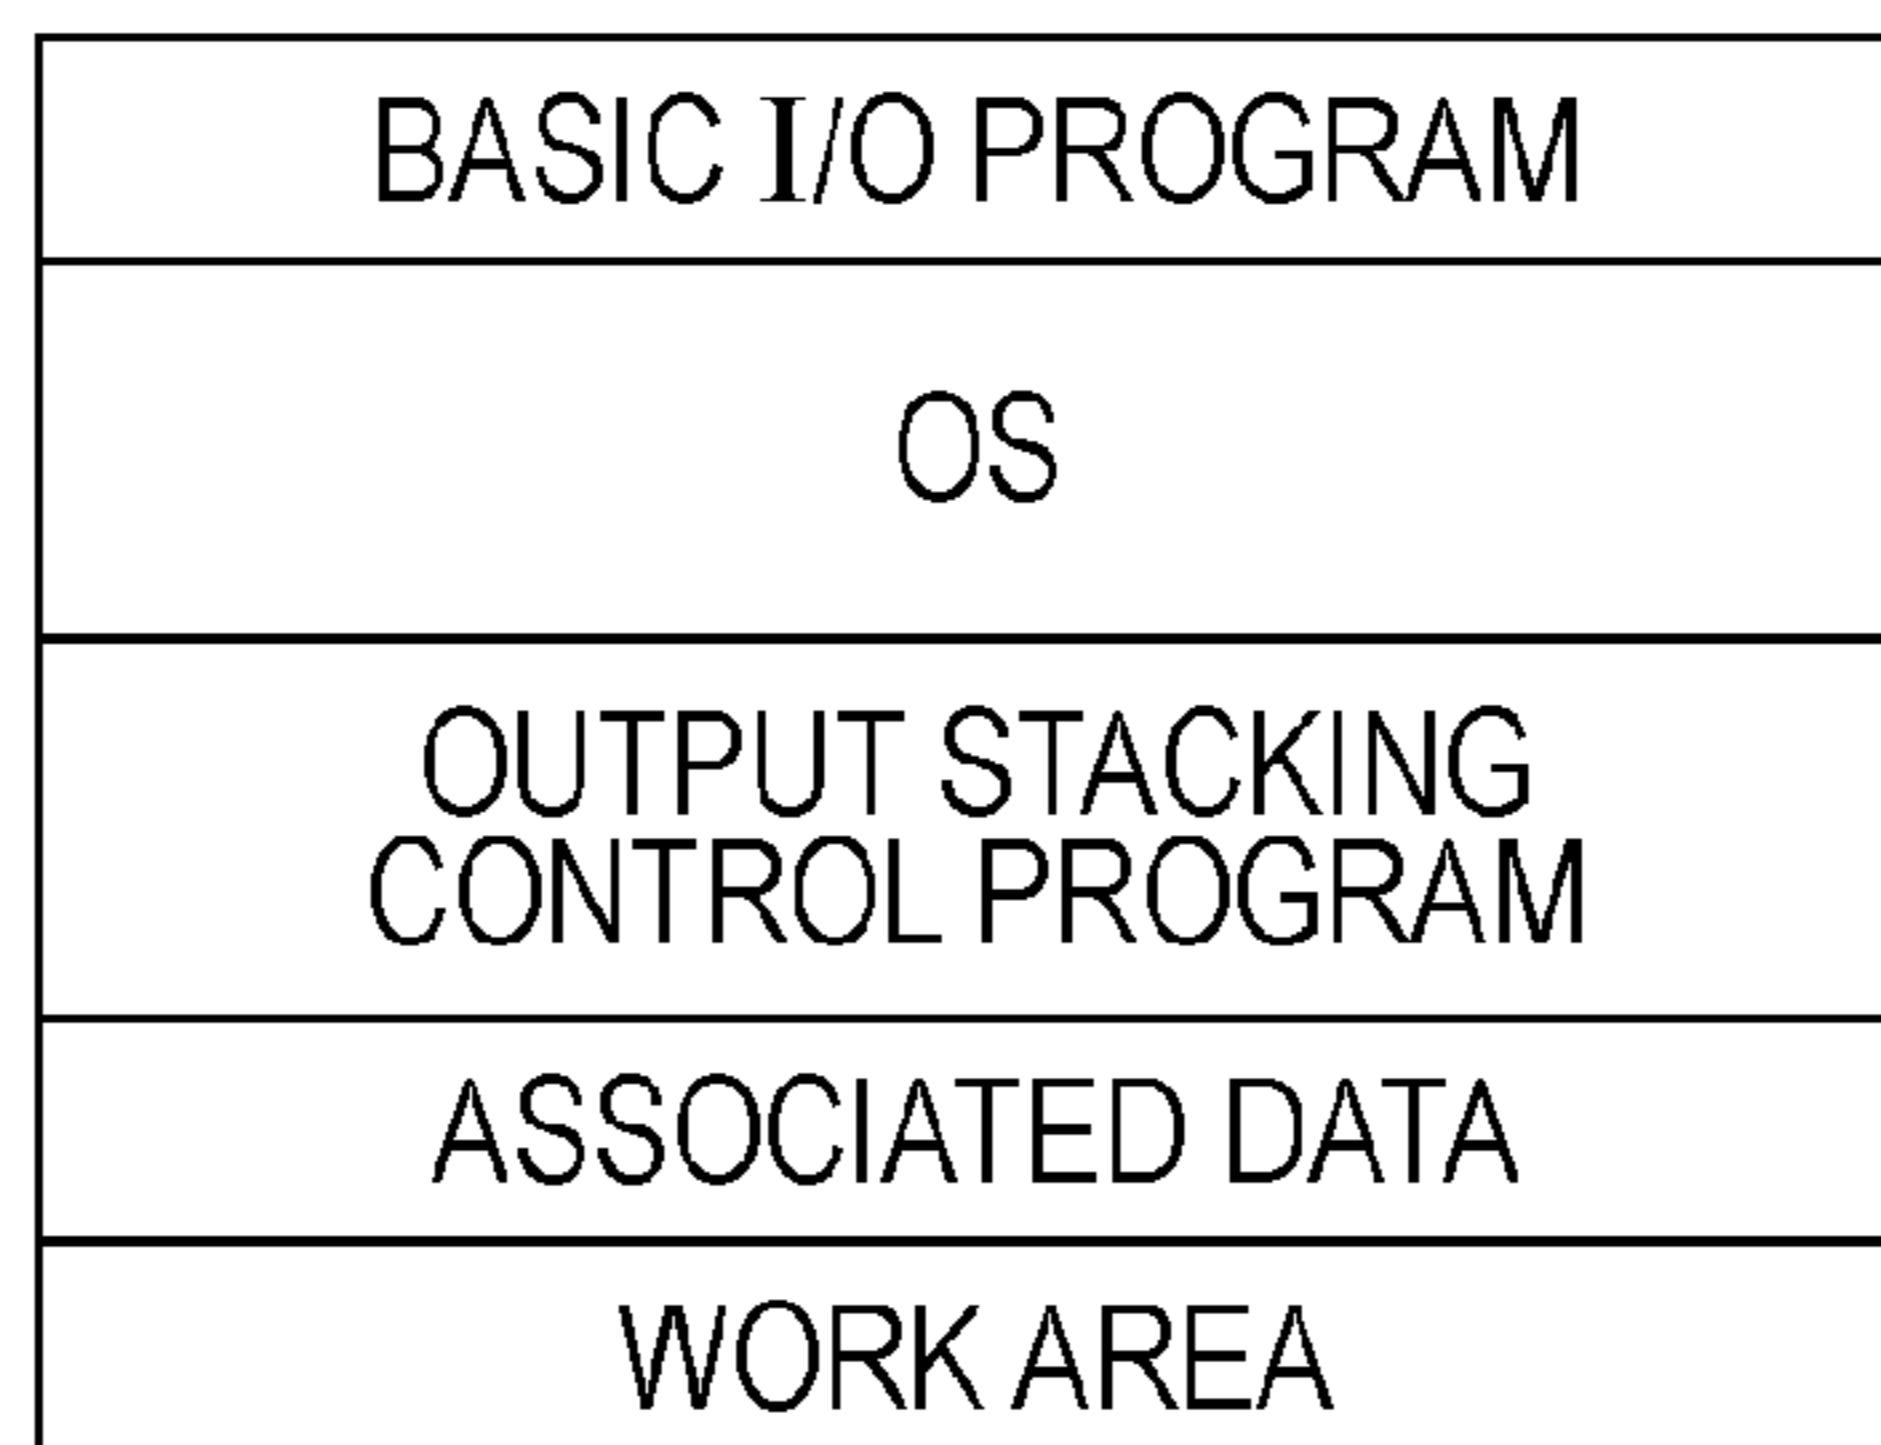 BASIC I/O PROGRAM
OS
OUTPUT STACKING
CONTROL PROGRAM
ASSOCIATED DATA
WORK AREA